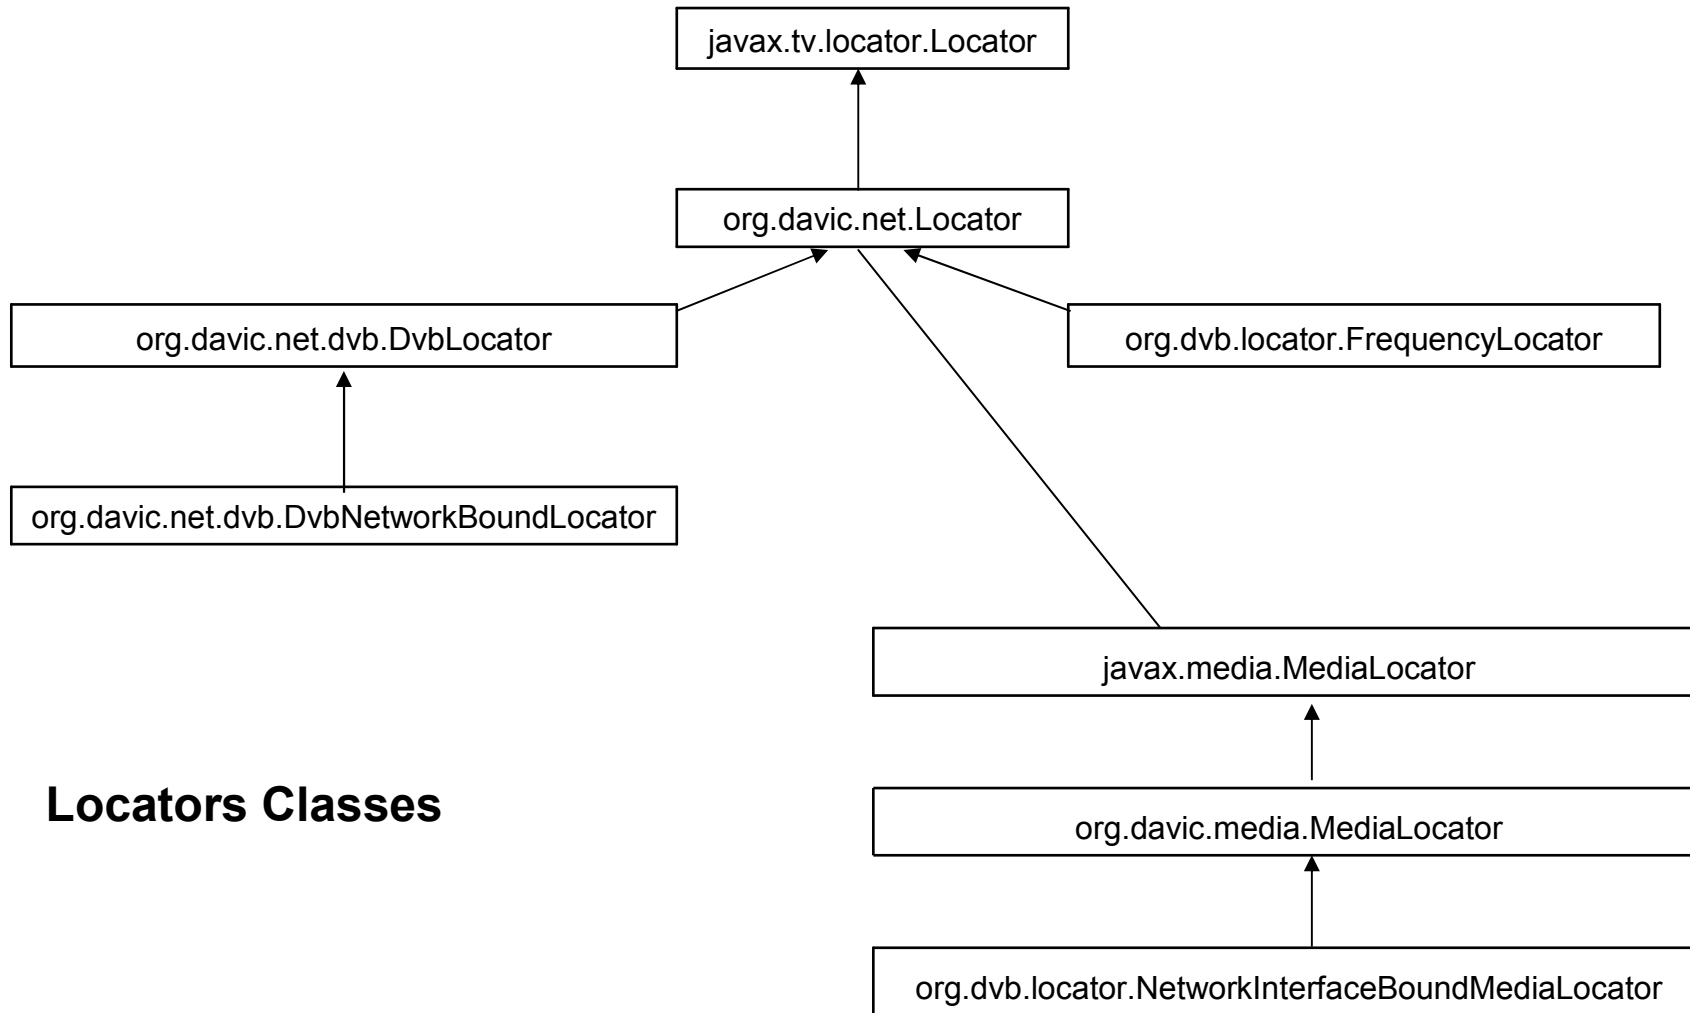 javax.tv.locator.Locator
org.davic.net.Locator
org.davic.net.dvb.DvbLocator
org.dvb.locator.FrequencyLocator
org.davic.net.dvb.DvbNetworkBoundLocator
javax.media.MediaLocator
Locators Classes
org.davic.media.MediaLocator
org.dvb.locator.NetworkInterfaceBoundMediaLocator